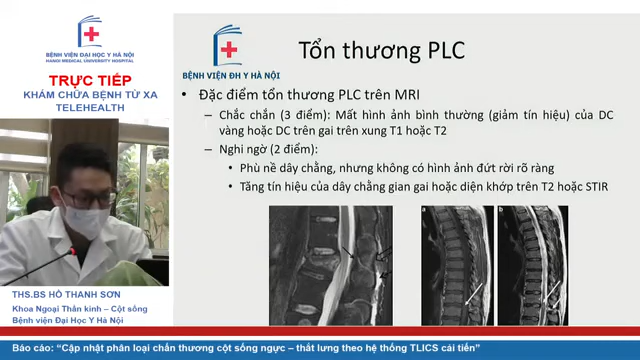 BỆNH VIỆN ĐẠI HỌC Y HÀ NỘI
HANOI MEDICAL UNIVERSITY HOSPITAL
TRỰC TIẾP
KHÁM CHỮA BỆNH TỪ XA
TELEHEALTH
THS.BS HỒ THANH SƠN
Khoa Ngoại Thần kinh – Cột sống
Bệnh viện Đại Học Y Hà Nội
BỆNH VIỆN ĐH Y HÀ NỘI
Tổn thương PLC
• Đặc điểm tổn thương PLC trên MRI
– Chắc chắn (3 điểm): Mất hình ảnh bình thường (giảm tín hiệu) của DC
vàng hoặc DC trên gai trên xung T1 hoặc T2
– Nghi ngờ (2 điểm):
• Phù nề dây chằng, nhưng không có hình ảnh đứt rời rõ ràng
• Tăng tín hiệu của dây chằng gian gai hoặc diện khớp trên T2 hoặc STIR
a
b
Báo cáo: “Cập nhật phân loại chấn thương cột sống ngực – thắt lưng theo hệ thống TLICS cải tiến”